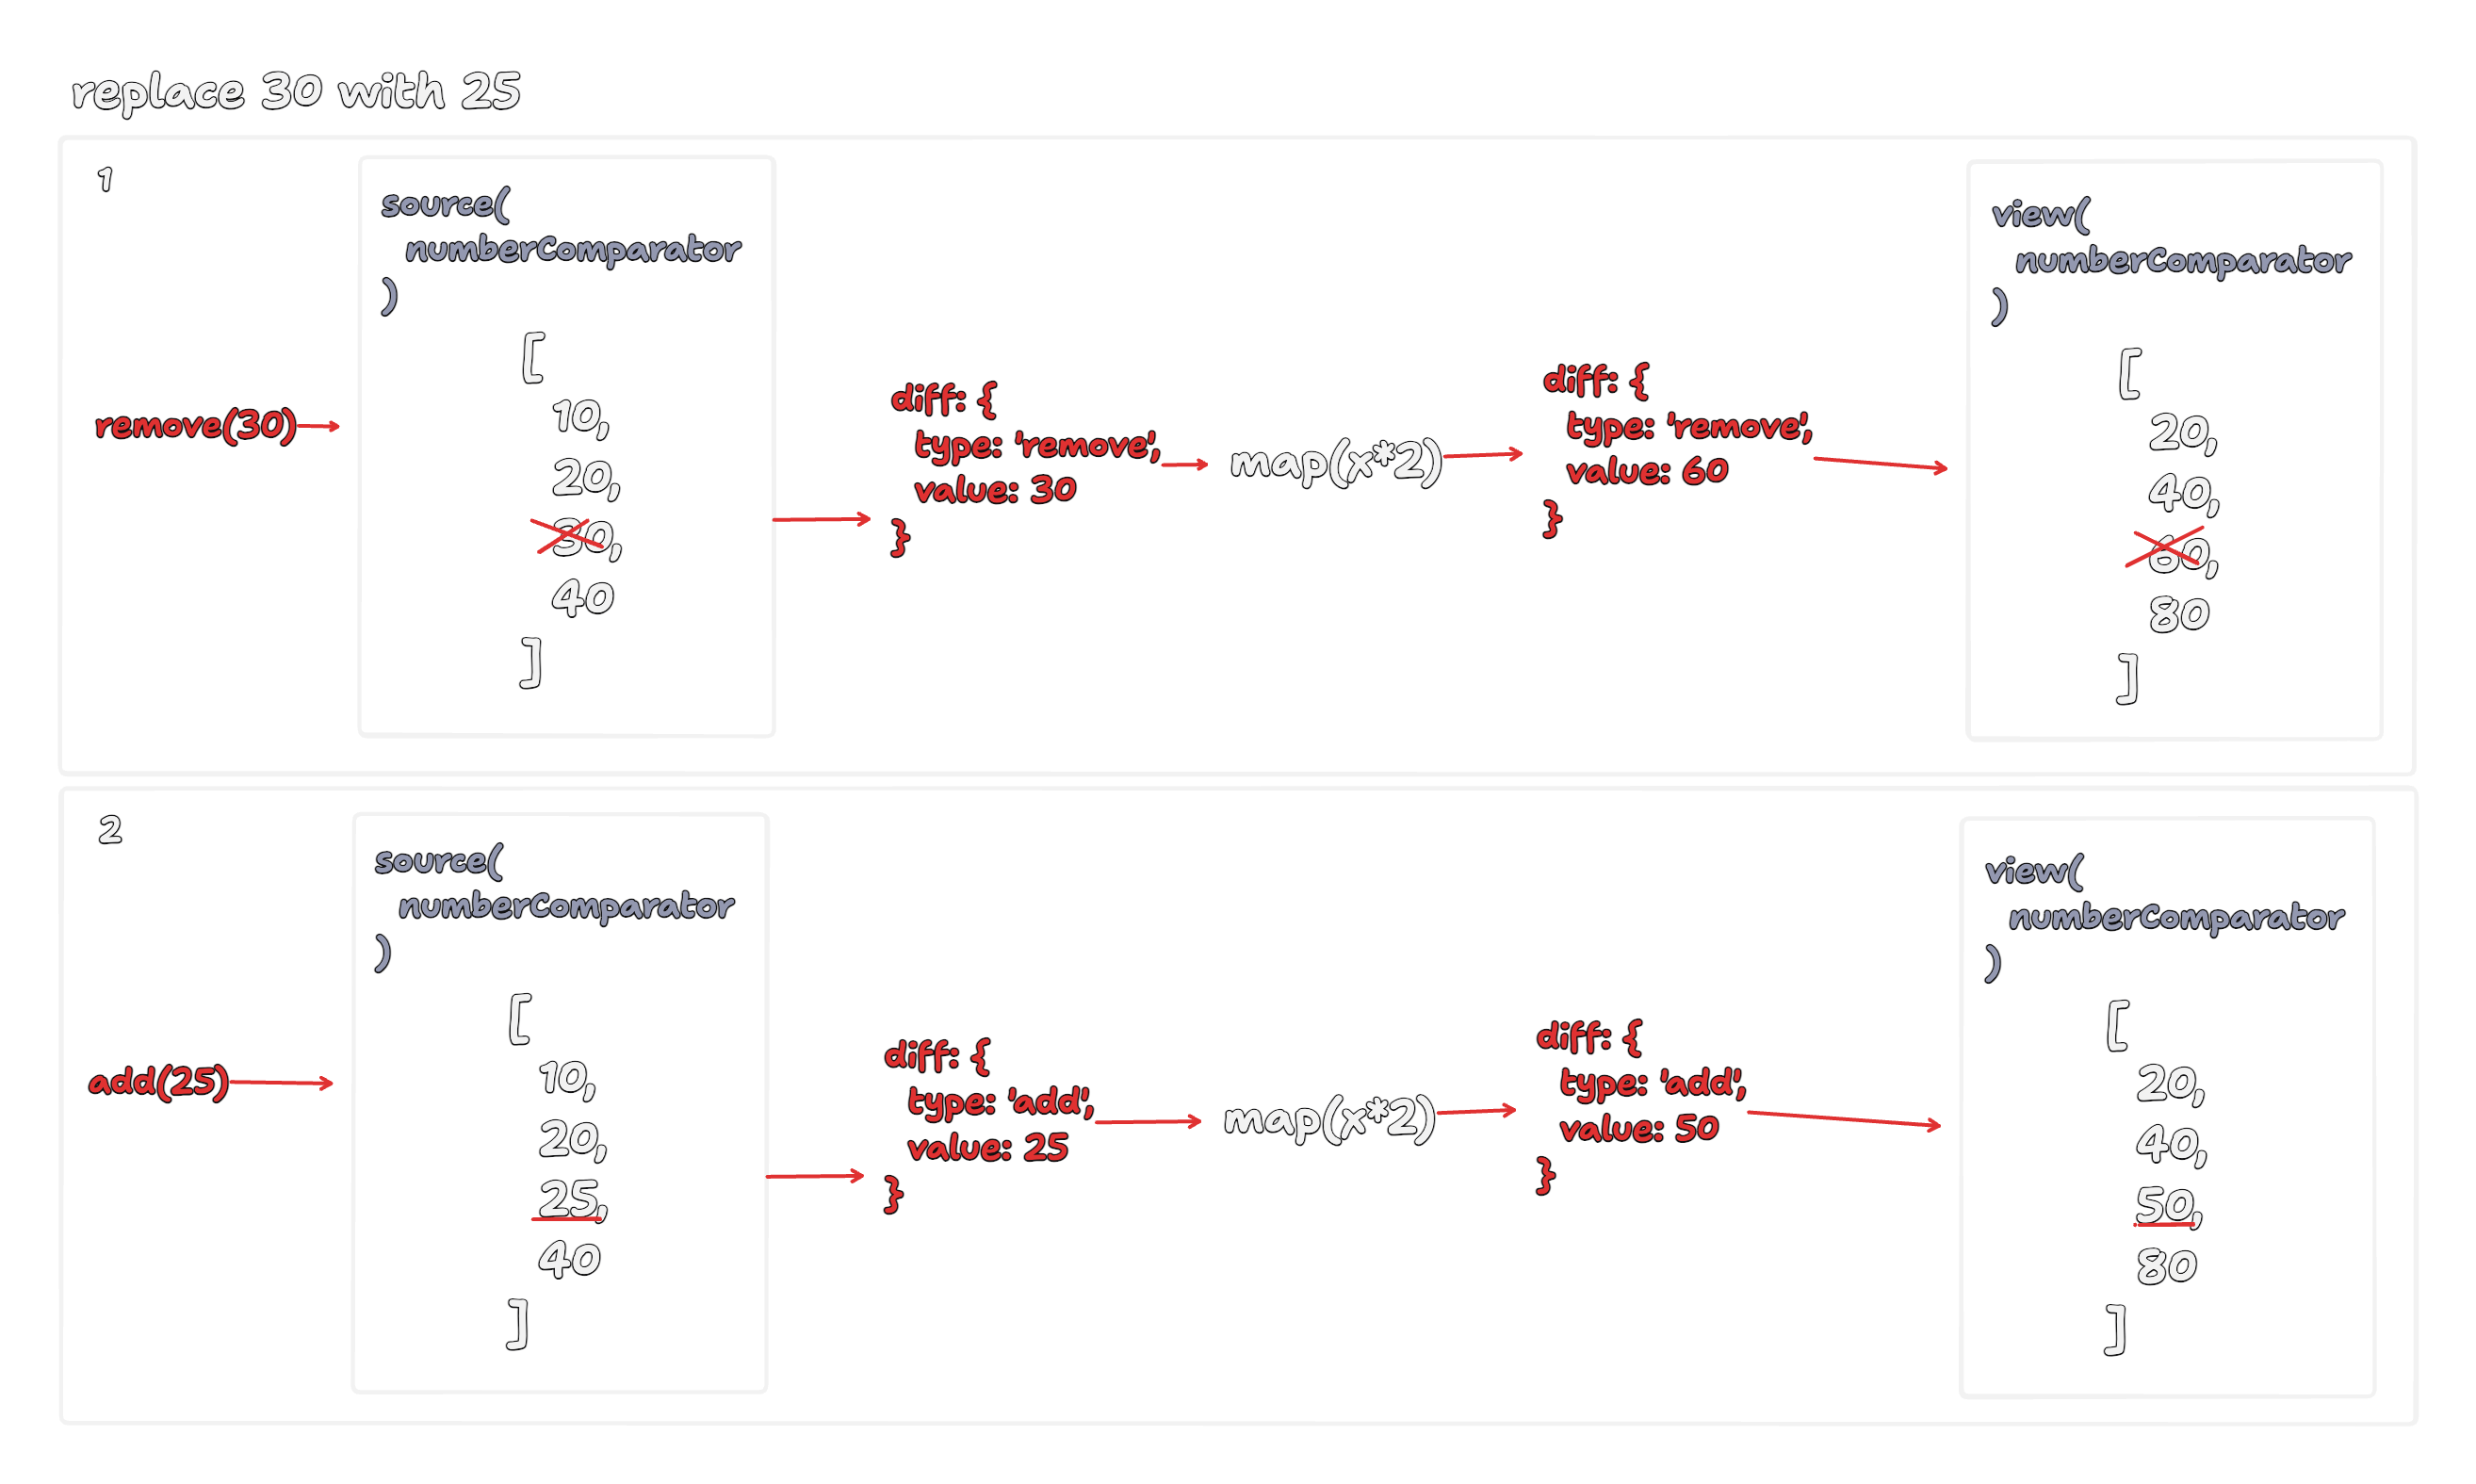 replace 30 with 25
1
source(
numberComparator
)
[
10,
20,
30,
40
]
remove(30)
diff: {
type: 'remove',
value: 30
}
map(x*2)
diff: {
type: 'remove',
value: 60
}
view(
numberComparator
)
[
20,
40,
60,
80
]
2
source(
numberComparator
)
[
10,
20,
25,
40
]
add(25)
diff: {
type: 'add',
value: 25
}
map(x*2)
diff: {
type: 'add',
value: 50
}
view(
numberComparator
)
[
20,
40,
50,
80
]